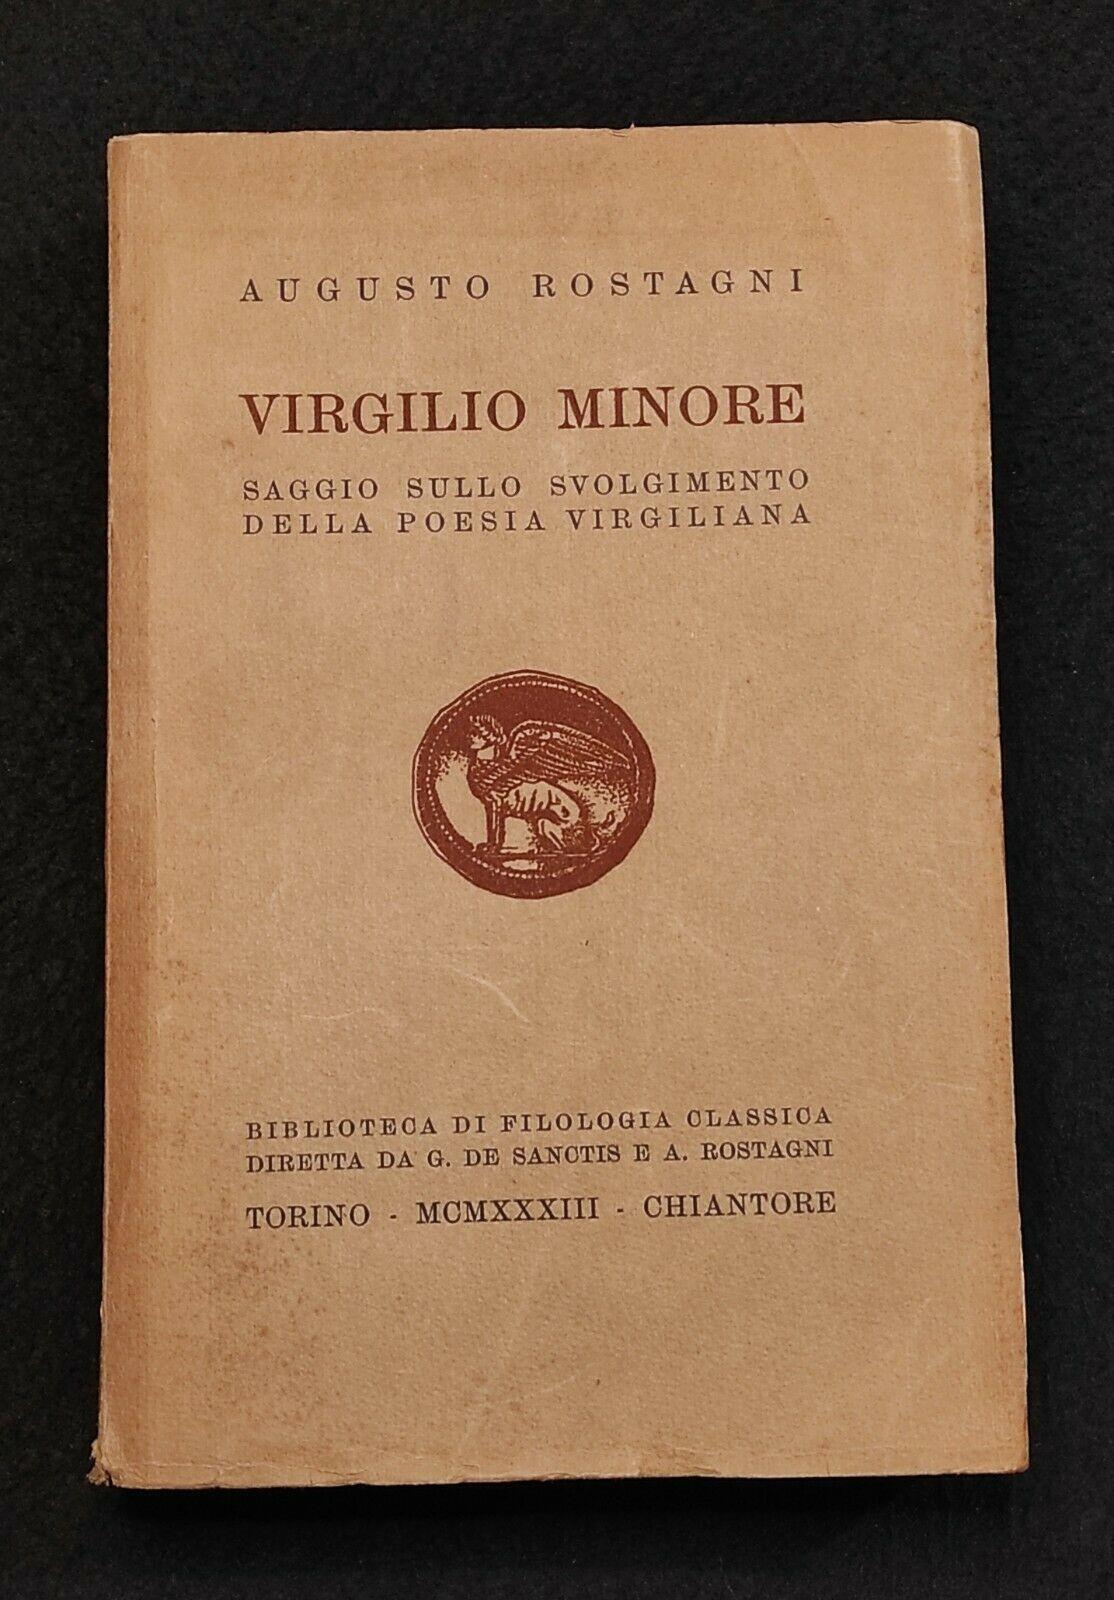 AUGUSTO ROSTAGNI
VIRGILIO MINORE
SAGGIO SULLO SVOLGIMENTO
DELLA POESIA VIRGILIANA
BIBLIOTECA DI FILOLOGIA CLASSICA
DIRETTA DA G. DE SANCTIS E A. ROSTAGNI
TORINO - MCMXXXIII - CHIANTORE